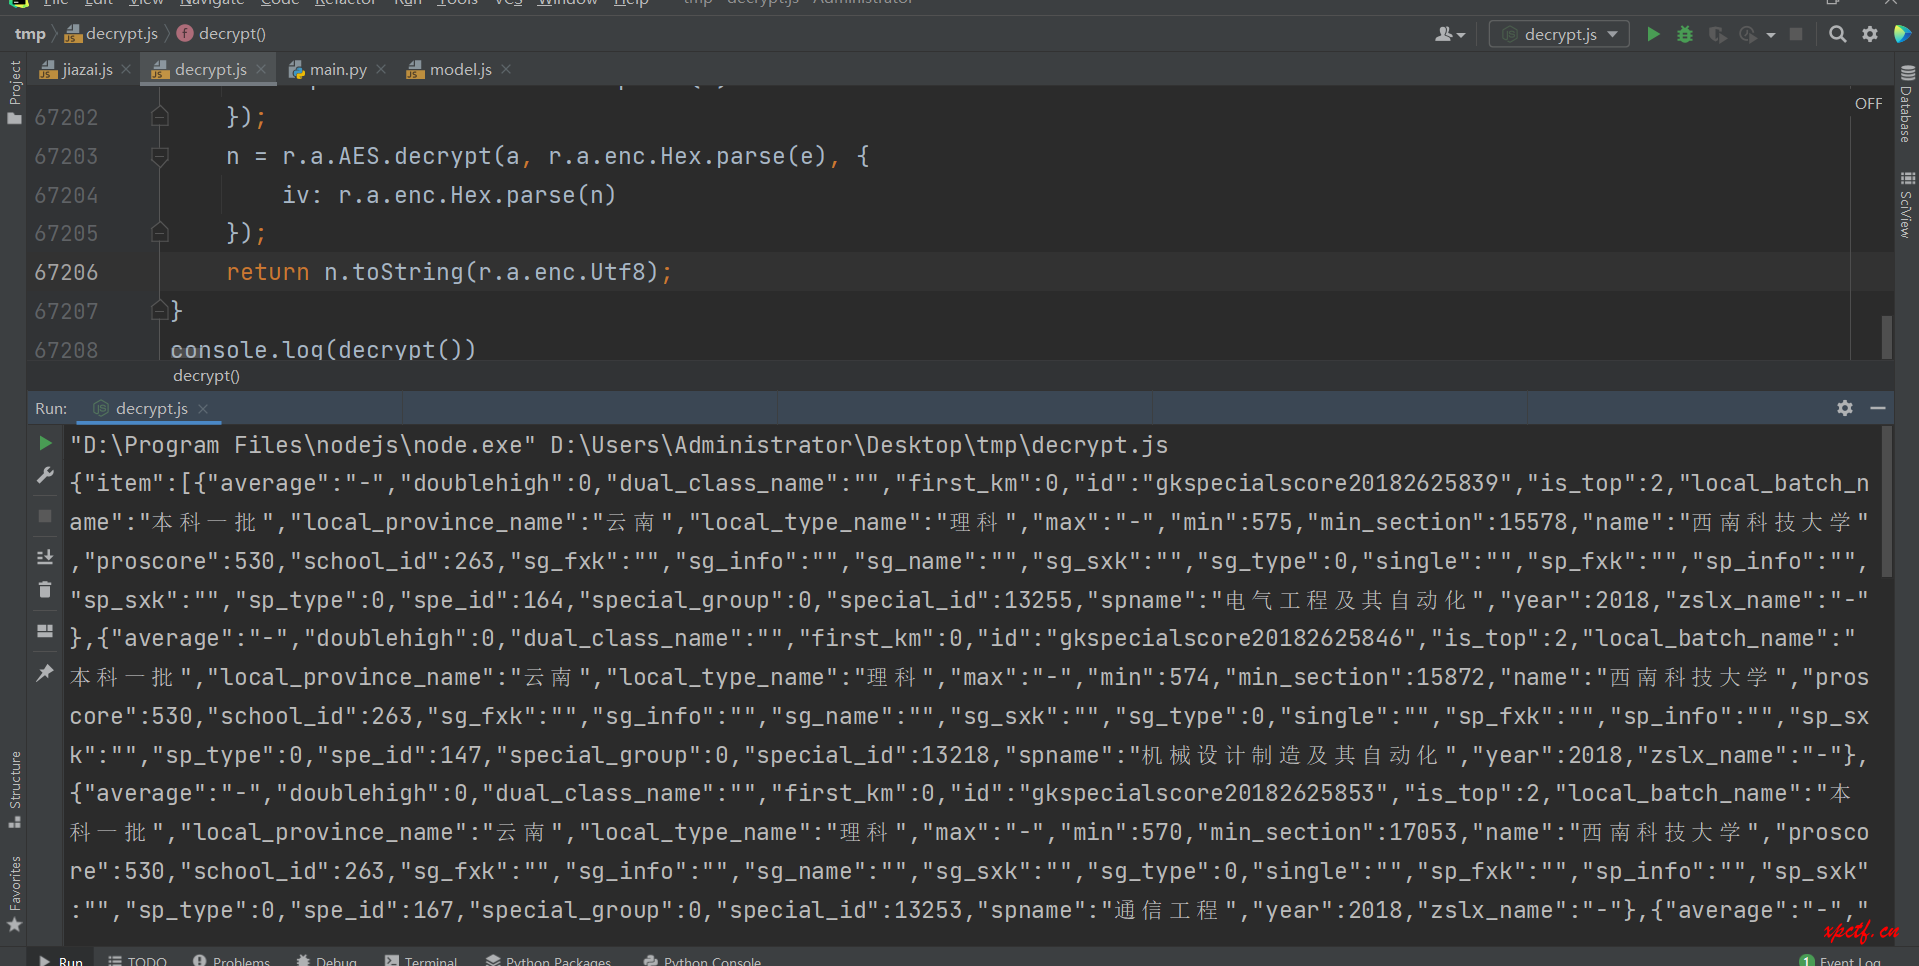 File Edit View Navigate Code Refactor Run Tools VCS Window Help tmp - decrypt.js - Administrator
tmp decrypt.js decrypt() decrypt.js
jiazai.js decrypt.js main.py model.js
Project
Database
SciView
OFF
67202 });
67203 n = r.a.AES.decrypt(a, r.a.enc.Hex.parse(e), {
67204 iv: r.a.enc.Hex.parse(n)
67205 });
67206 return n.toString(r.a.enc.Utf8);
67207 }
67208 console.log(decrypt())
decrypt()
Run: decrypt.js
"D:\Program Files\nodejs\node.exe" D:\Users\Administrator\Desktop\tmp\decrypt.js
{"item":[{"average":"-","doublehigh":0,"dual_class_name":"","first_km":0,"id":"gkspecialscore20182625839","is_top":2,"local_batch_n
ame":"本科一批","local_province_name":"云南","local_type_name":"理科","max":"-","min":575,"min_section":15578,"name":"西南科技大学"
,"proscore":530,"school_id":263,"sg_fxk":"","sg_info":"","sg_name":"","sg_sxk":"","sg_type":0,"single":"","sp_fxk":"","sp_info":"",
"sp_sxk":"","sp_type":0,"spe_id":164,"special_group":0,"special_id":13255,"spname":"电气工程及其自动化","year":2018,"zslx_name":"-"
},{"average":"-","doublehigh":0,"dual_class_name":"","first_km":0,"id":"gkspecialscore20182625846","is_top":2,"local_batch_name":"
本科一批","local_province_name":"云南","local_type_name":"理科","max":"-","min":574,"min_section":15872,"name":"西南科技大学","pros
core":530,"school_id":263,"sg_fxk":"","sg_info":"","sg_name":"","sg_sxk":"","sg_type":0,"single":"","sp_fxk":"","sp_info":"","sp_sx
k":"","sp_type":0,"spe_id":147,"special_group":0,"special_id":13218,"spname":"机械设计制造及其自动化","year":2018,"zslx_name":"-"},
{"average":"-","doublehigh":0,"dual_class_name":"","first_km":0,"id":"gkspecialscore20182625853","is_top":2,"local_batch_name":"本
科一批","local_province_name":"云南","local_type_name":"理科","max":"-","min":570,"min_section":17053,"name":"西南科技大学","prosco
re":530,"school_id":263,"sg_fxk":"","sg_info":"","sg_name":"","sg_sxk":"","sg_type":0,"single":"","sp_fxk":"","sp_info":"","sp_sxk"
:"","sp_type":0,"spe_id":167,"special_group":0,"special_id":13253,"spname":"通信工程","year":2018,"zslx_name":"-"},{"average":"-","
Structure
Favorites
xpctf.cn
Run TODO Problems Debug Terminal Python Packages Python Console 1 Event Log